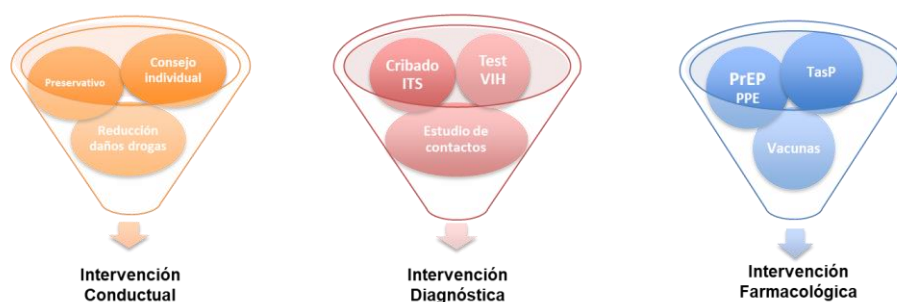 Preservativo
Consejo
individual
Reducción
daños drogas
Intervención
Conductual
Cribado
ITS
Test
VIH
Estudio de
contactos
Intervención
Diagnóstica
PrEP
PPE
TasP
Vacunas
Intervención
Farmacológica